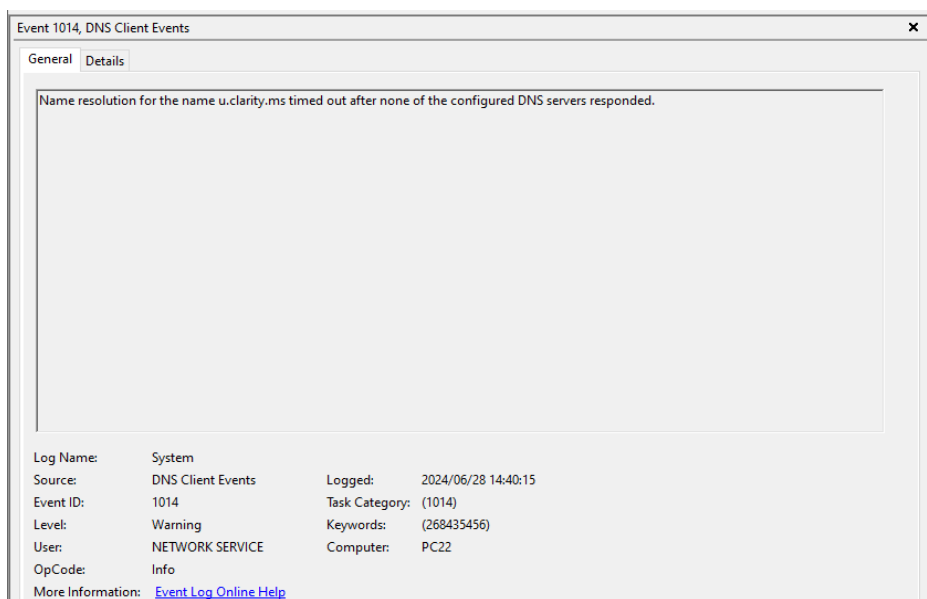 Event 1014, DNS Client Events
General Details
Name resolution for the name u.clarity.ms timed out after none of the configured DNS servers responded.
Log Name: System
Source: DNS Client Events Logged: 2024/06/28 14:40:15
Event ID: 1014 Task Category: (1014)
Level: Warning Keywords: (268435456)
User: NETWORK SERVICE Computer: PC22
OpCode: Info
More Information: Event Log Online Help